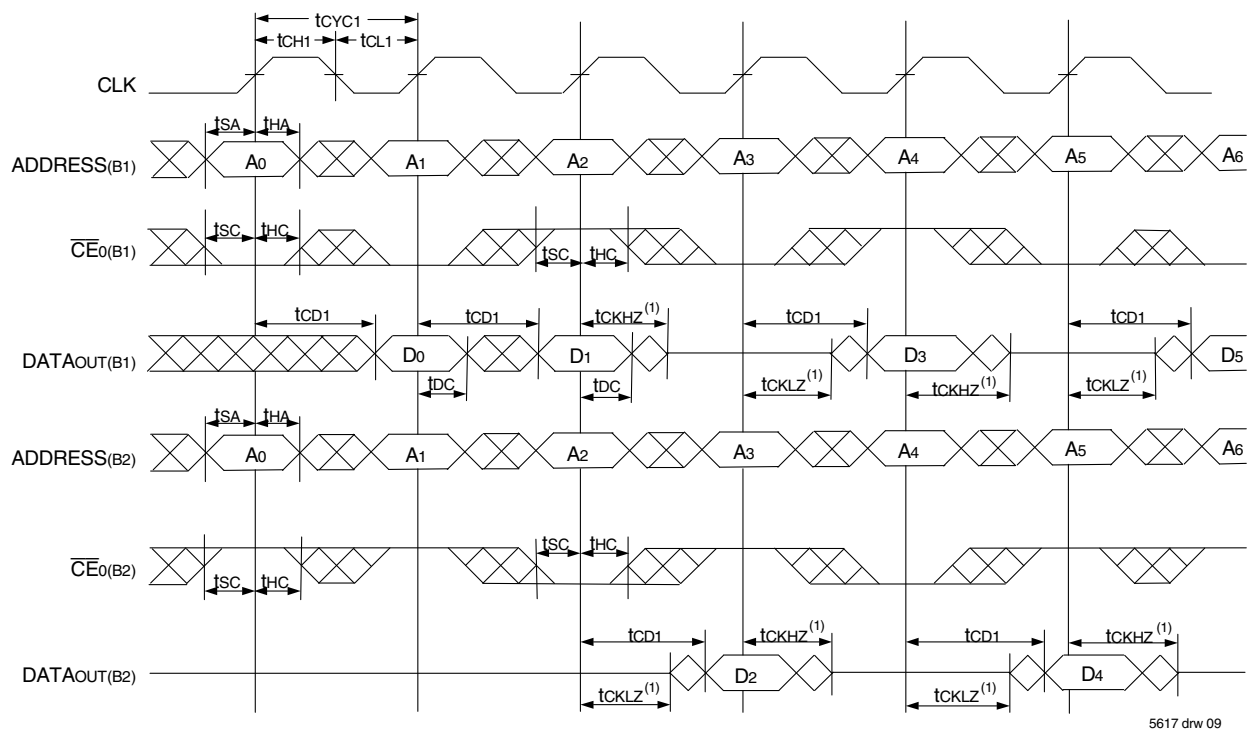 tCYC1
tCH1 tCL1
CLK
tSA tHA
ADDRESS(B1) A0 A1 A2 A3 A4 A5 A6
tSC tHC
CE0(B1)
tSC tHC
tCD1 tCD1 tCKHZ(1) tCD1 tCD1
DATAOUT(B1) D0 D1 D3 D5
tDC tDC tCKLZ(1) tCKHZ(1) tCKLZ(1)
tSA tHA
ADDRESS(B2) A0 A1 A2 A3 A4 A5 A6
tSC tHC
CE0(B2)
tSC tHC
tCD1 tCKHZ(1) tCD1 tCKHZ(1)
DATAOUT(B2) D2 D4
tCKLZ(1) tCKLZ(1)
5617 drw 09